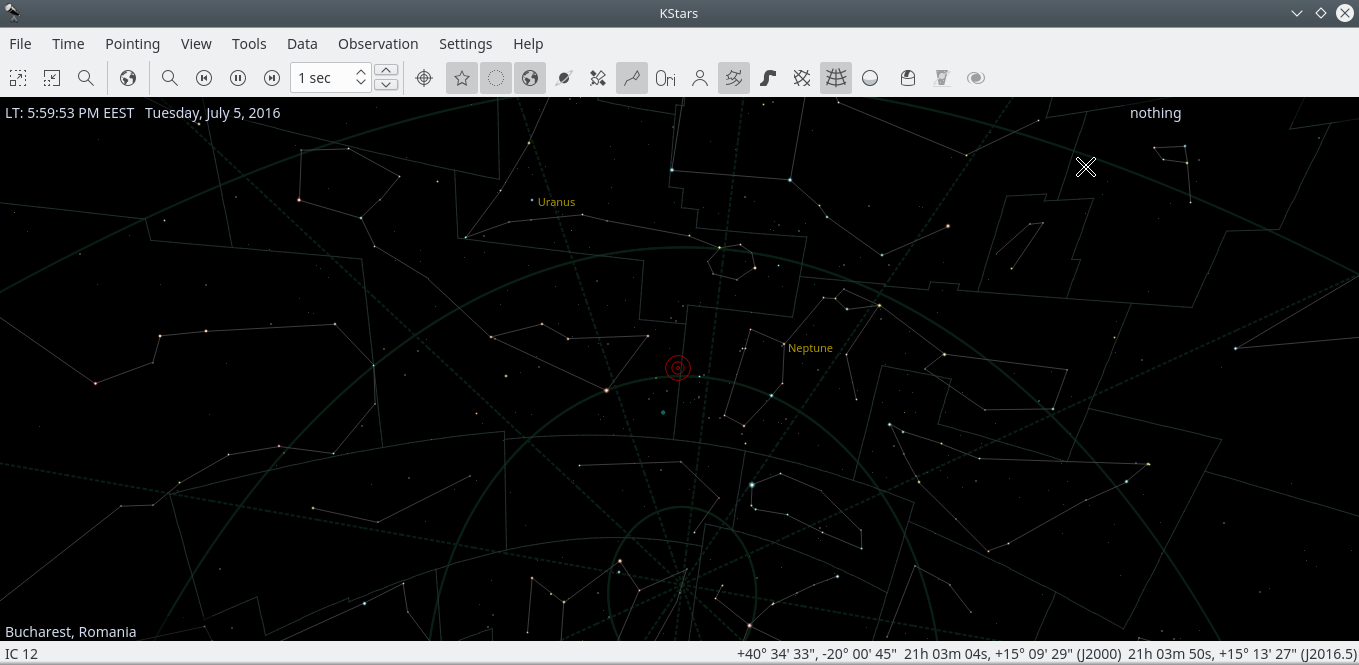 KStars
File Time Pointing View Tools Data Observation Settings Help
1 sec Ori
LT: 5:59:53 PM EEST Tuesday, July 5, 2016 nothing
Uranus
Neptune
Bucharest, Romania
IC 12 +40° 34' 33", -20° 00' 45" 21h 03m 04s, +15° 09' 29" (J2000) 21h 03m 50s, +15° 13' 27" (J2016.5)